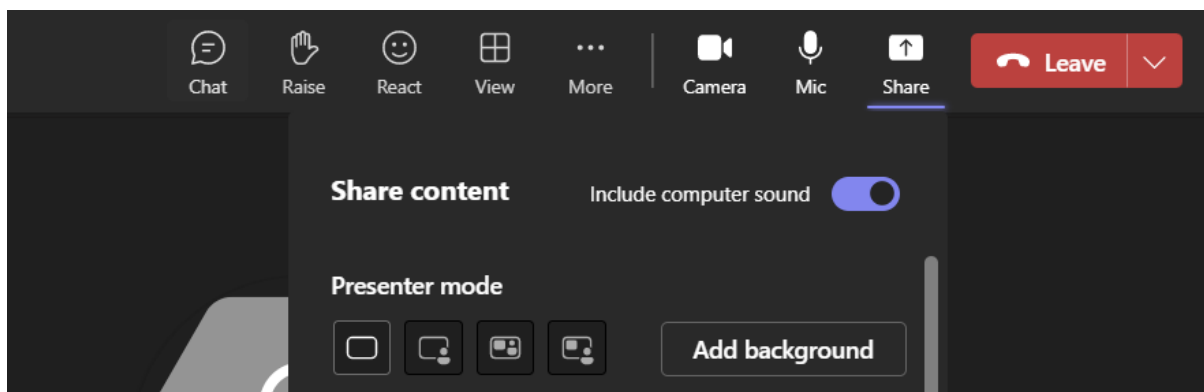 Chat Raise React View More Camera Mic Share Leave
Share content Include computer sound
Presenter mode
Add background